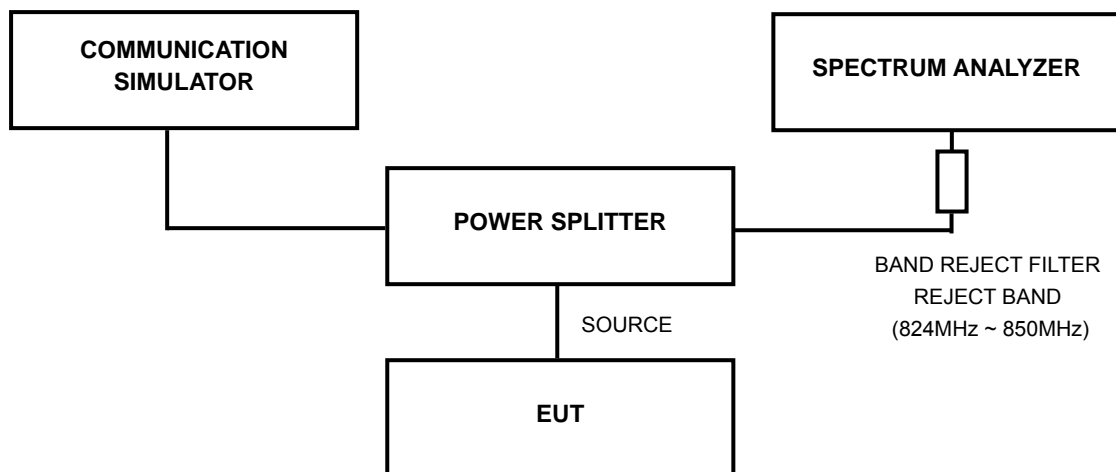 COMMUNICATION
SIMULATOR
SPECTRUM ANALYZER
POWER SPLITTER
BAND REJECT FILTER
REJECT BAND
(824MHz ~ 850MHz)
SOURCE
EUT